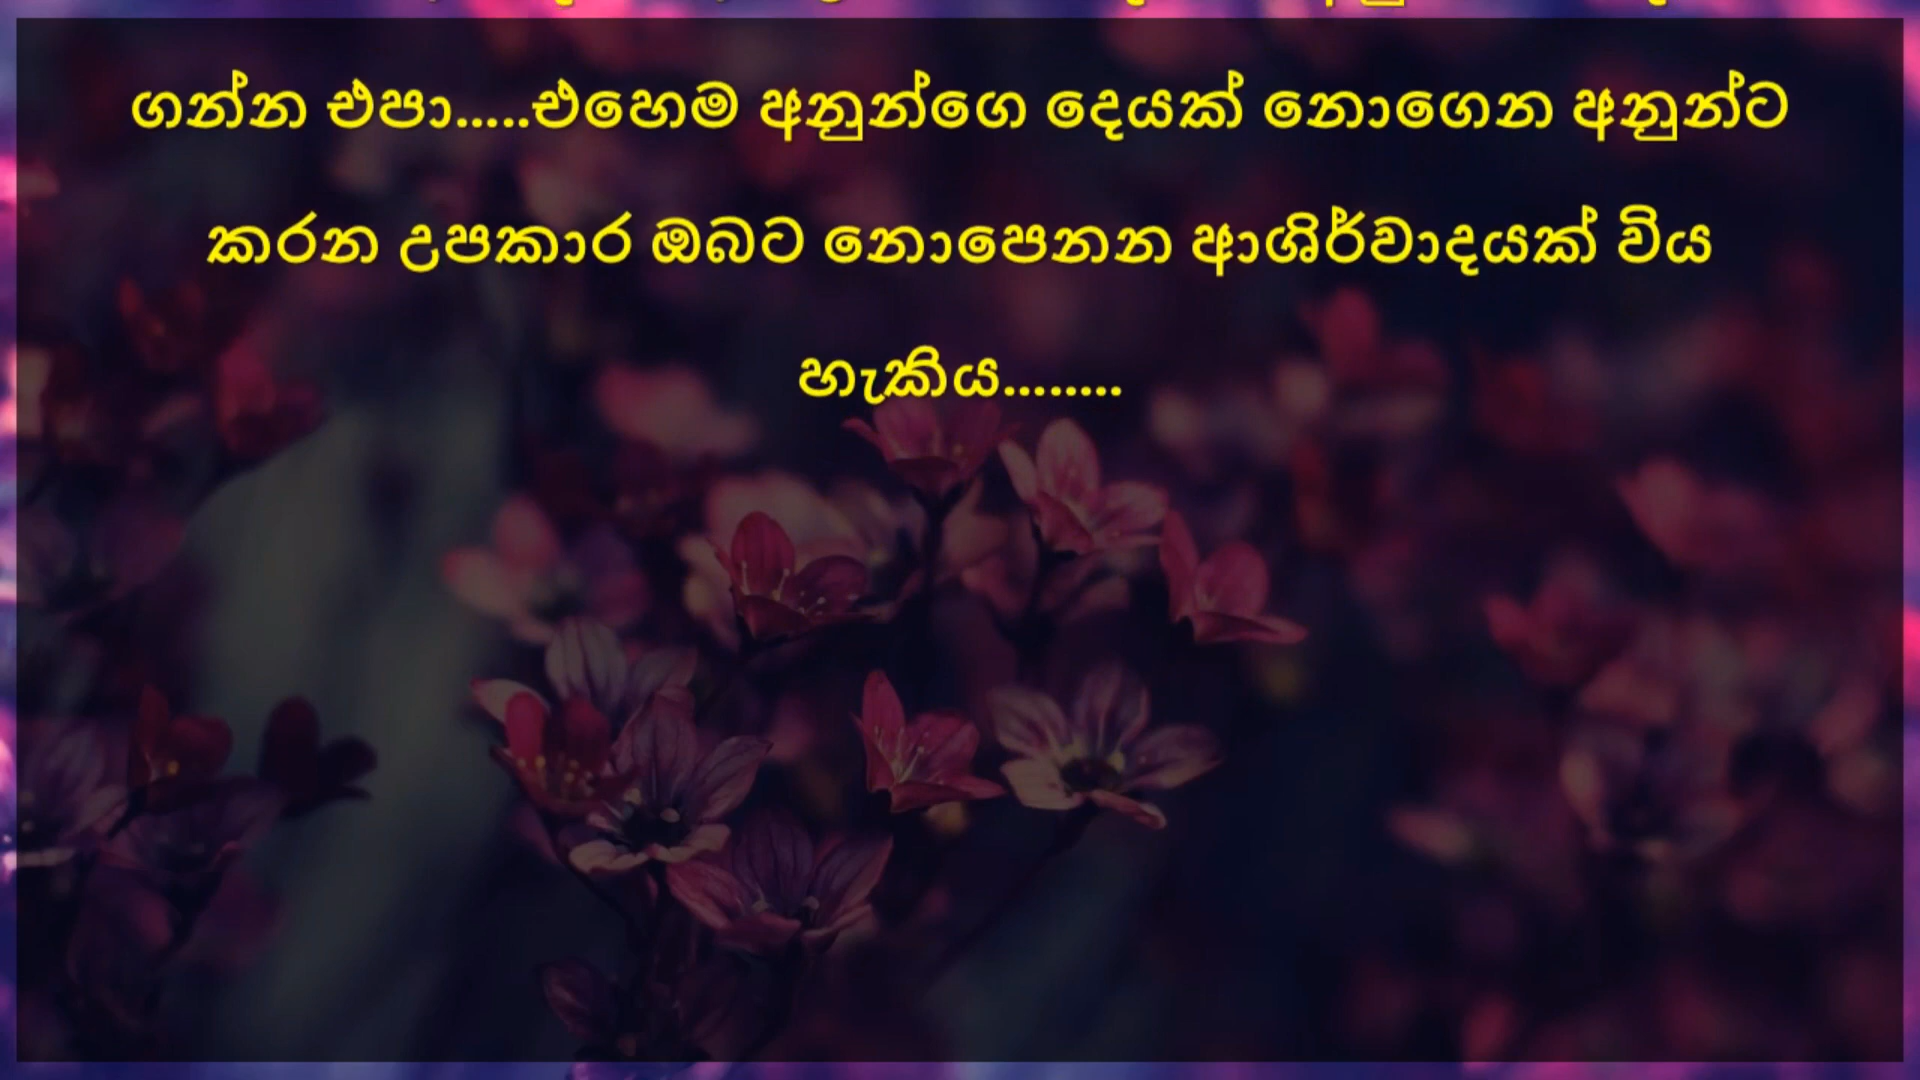 ගන්න එපා.....එහෙම අනුන්ගෙ දෙයක් නොගෙන අනුන්ට
කරන උපකාර ඔබට නොපෙනන ආශිර්වාදයක් විය
හැකිය........